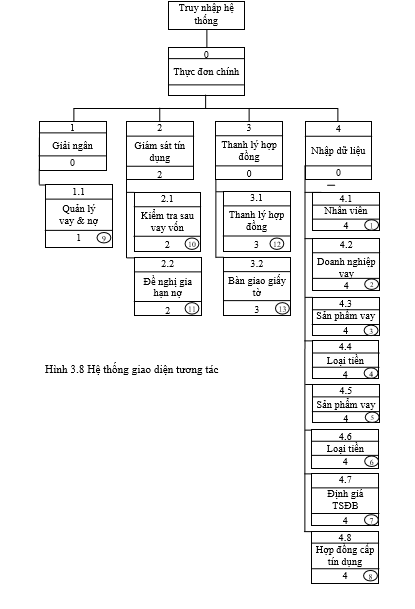 Truy nhập hệ
thống
0
Thực đơn chính
1
Giải ngân
0
2
Giám sát tín
dụng
2
3
Thanh lý hợp
đồng
0
4
Nhập dữ liệu
0
1.1
Quản lý
vay & nợ
1 9
2.1
Kiểm tra sau
vay vốn
2 10
2.2
Đề nghị gia
hạn nợ
2 11
3.1
Thanh lý hợp
đồng
3 12
3.2
Bàn giao giấy
tờ
3 13
4.1
Nhân viên
4 1
4.2
Doanh nghiệp
vay
4 2
4.3
Sản phẩm vay
4 3
4.4
Loại tiền
4 4
4.5
Sản phẩm vay
4 5
4.6
Loại tiền
4 6
4.7
Định giá
TSĐB
4 7
4.8
Hợp đồng cấp
tín dụng
4 8
Hình 3.8 Hệ thống giao diện tương tác